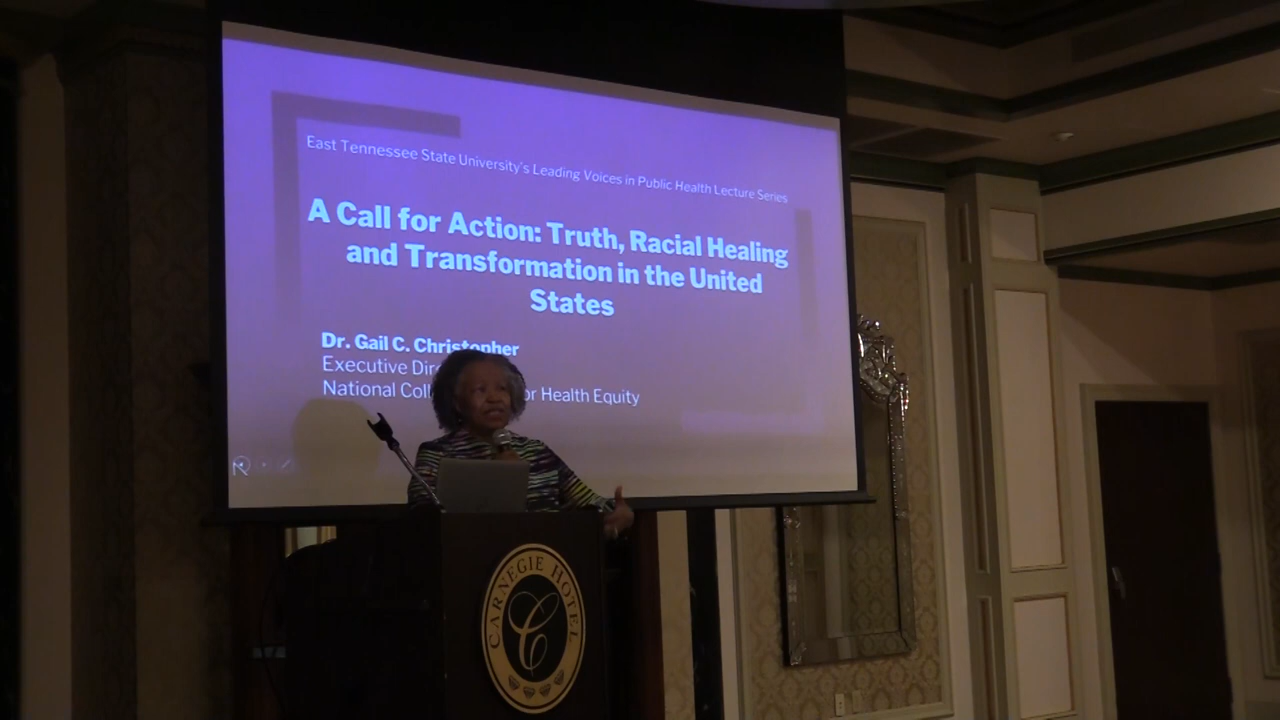 East Tennessee State University's Leading Voices in Public Health Lecture Series
A Call for Action: Truth, Racial Healing
and Transformation in the United
States
Dr. Gail C. Christopher
Executive
National or Health Equity
CARNEGIE HOTEL
C